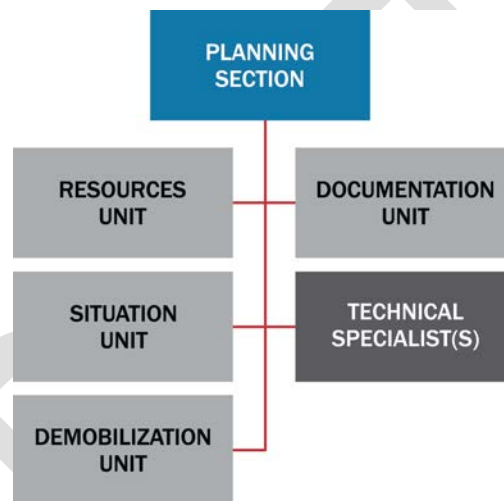 PLANNING
SECTION
RESOURCES
UNIT
DOCUMENTATION
UNIT
SITUATION
UNIT
TECHNICAL
SPECIALIST(S)
DEMOBILIZATION
UNIT